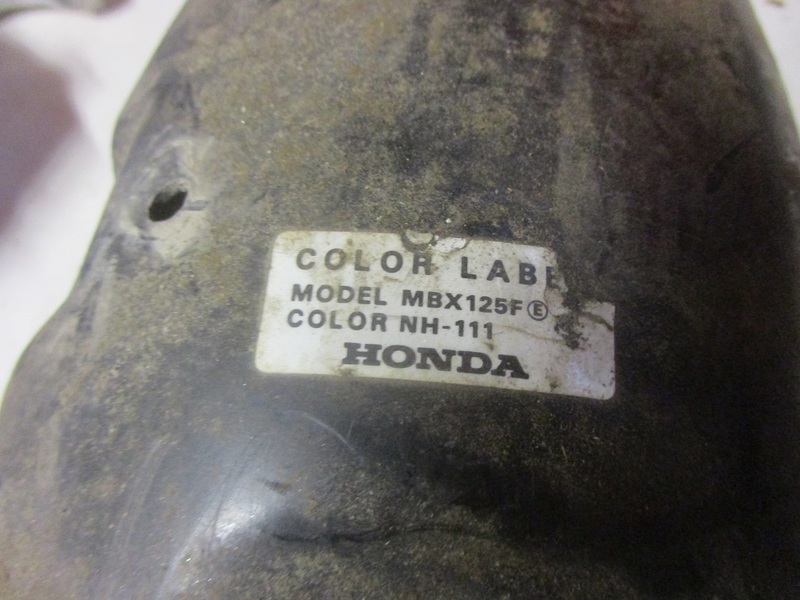 COLOR LABE
MODEL MBX125F Ⓔ
COLOR NH-111
HONDA